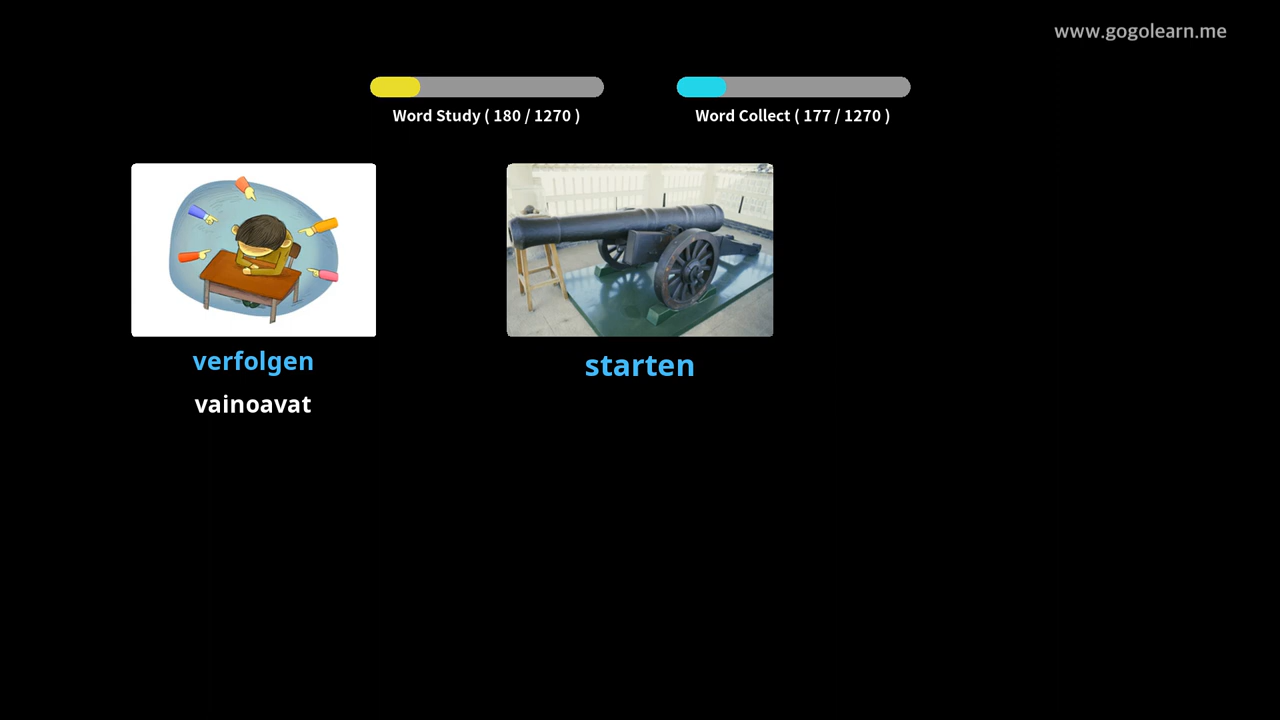 www.gogolearn.me
Word Study ( 180 / 1270 )
Word Collect ( 177 / 1270 )
verfolgen
vainoavat
starten